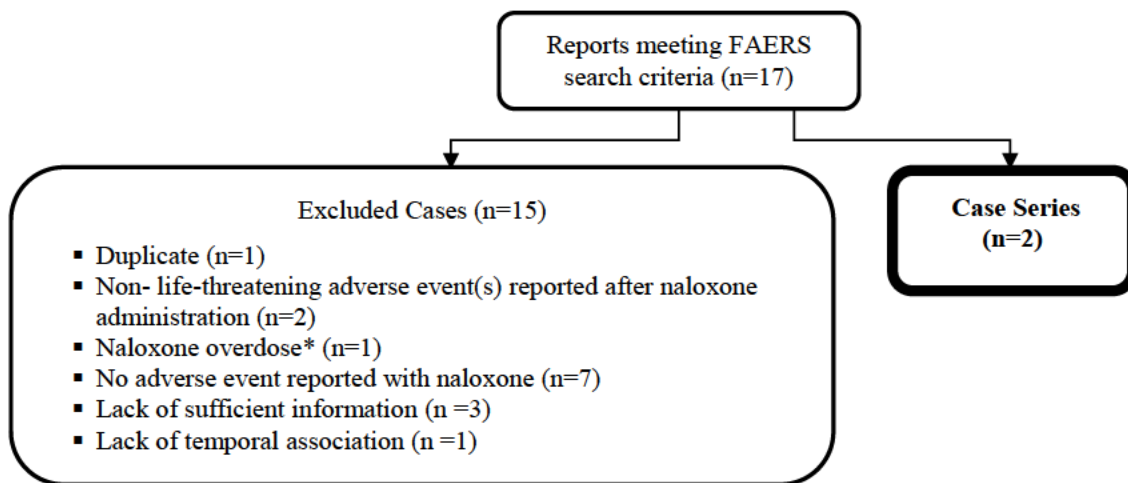 Reports meeting FAERS
search criteria (n=17)
Excluded Cases (n=15)
▪ Duplicate (n=1)
▪ Non- life-threatening adverse event(s) reported after naloxone
administration (n=2)
▪ Naloxone overdose* (n=1)
▪ No adverse event reported with naloxone (n=7)
▪ Lack of sufficient information (n =3)
▪ Lack of temporal association (n =1)
Case Series
(n=2)